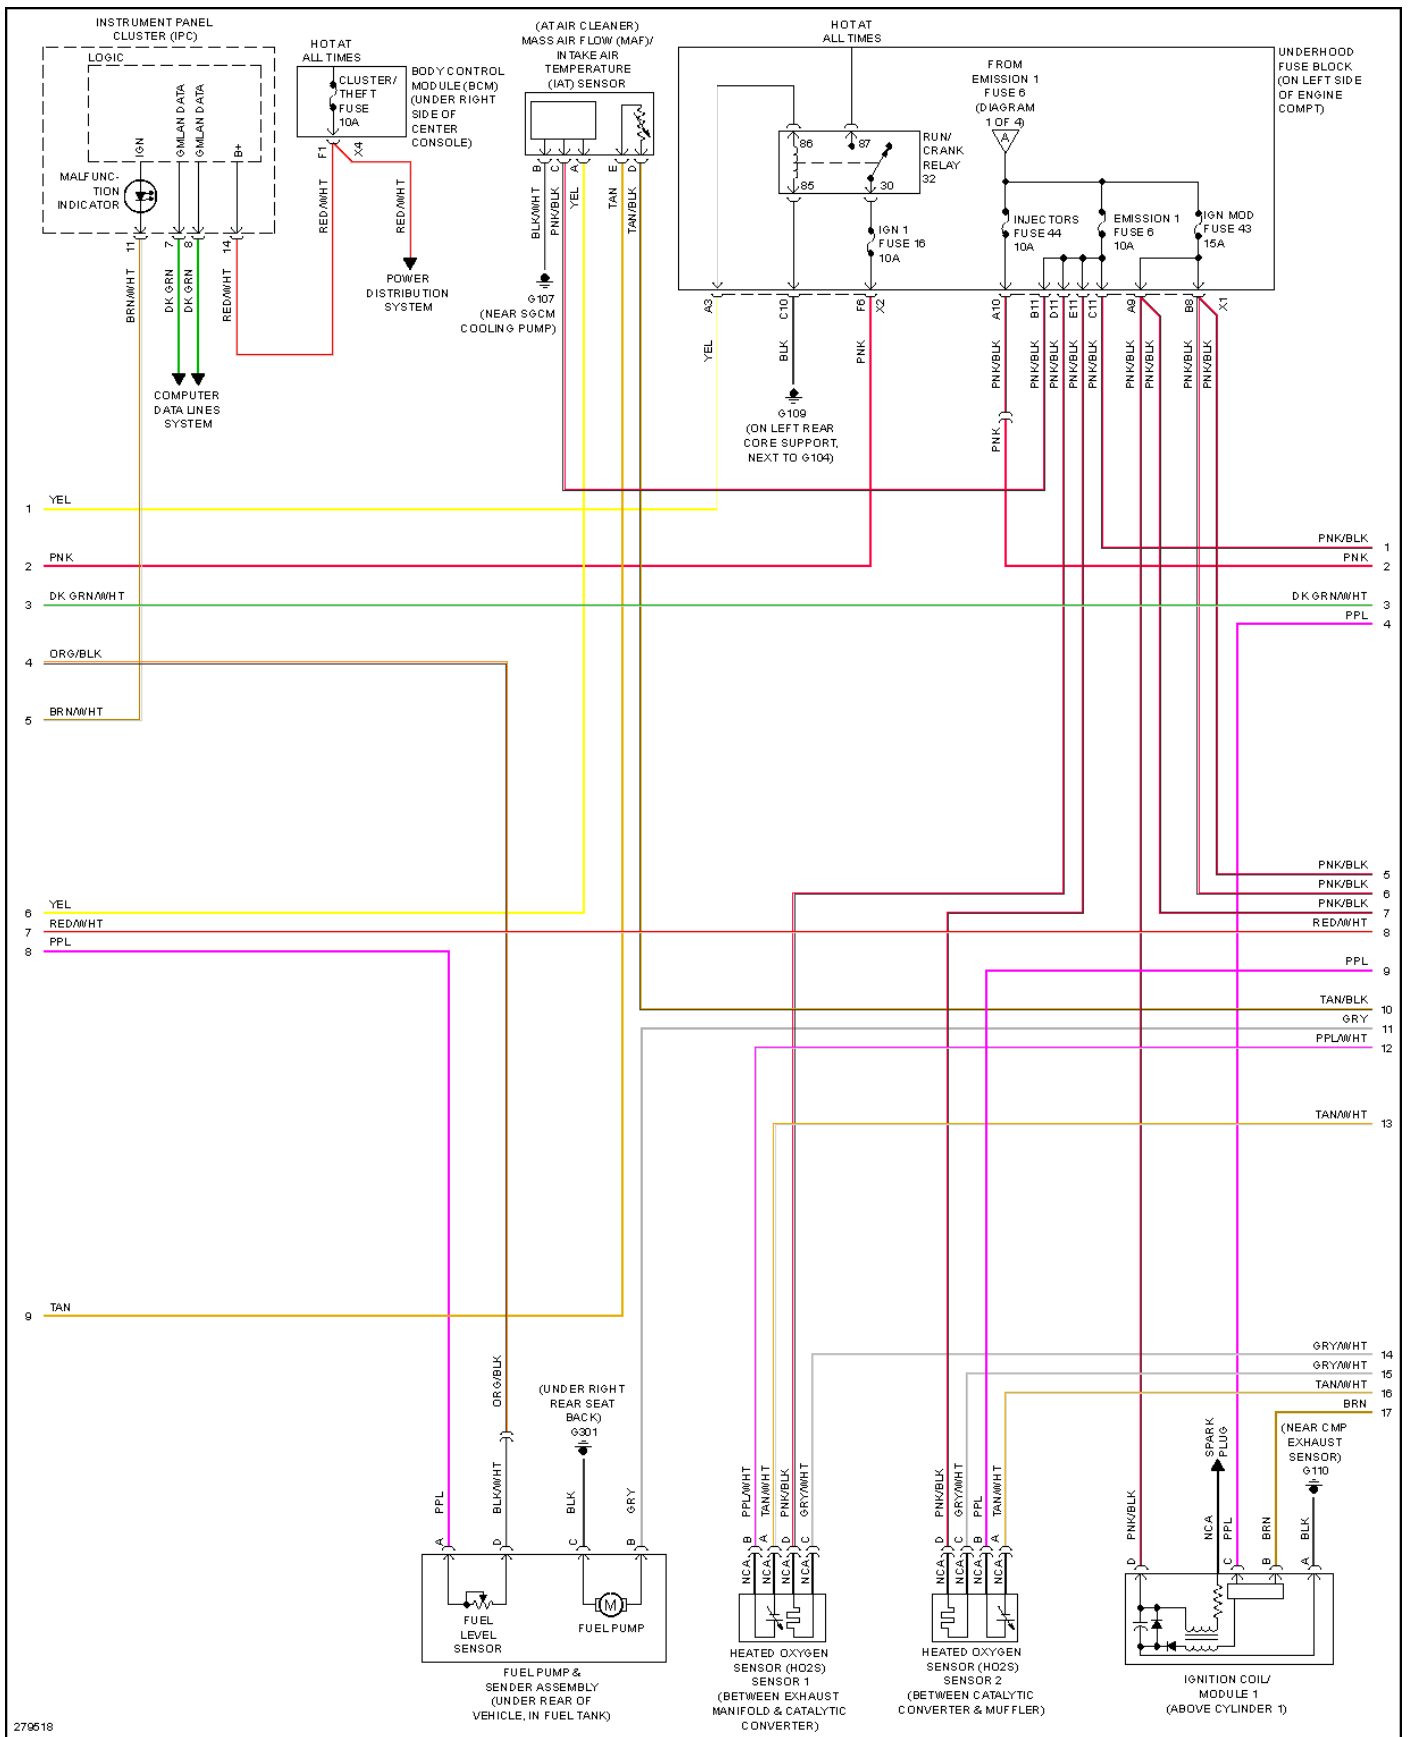 INSTRUMENT PANEL
CLUSTER (IPC)
LOGIC
IGN
GMLAN DATA
GMLAN DATA
B+
MALFUNC-
TION
INDICATOR
11
7
8
14
BRN/WHT
DK GRN
DK GRN
RED/WHT
COMPUTER
DATA LINES
SYSTEM
HOT AT
ALL TIMES
CLUSTER/
THEFT
FUSE
10A
BODY CONTROL
MODULE (BCM)
(UNDER RIGHT
SIDE OF
CENTER
CONSOLE)
F1
X4
RED/WHT
RED/WHT
POWER
DISTRIBUTION
SYSTEM
(AT AIR CLEANER)
MASS AIR FLOW (MAF)/
INTAKE AIR
TEMPERATURE
(IAT) SENSOR
B
C
A
E
D
BLK/WHT
PNK/BLK
YEL
TAN
TAN/BLK
G107
(NEAR SGCM
COOLING PUMP)
HOT AT
ALL TIMES
FROM
EMISSION 1
FUSE 6
(DIAGRAM
1 OF 4)
A
UNDERHOOD
FUSE BLOCK
(ON LEFT SIDE
OF ENGINE
COMPT)
86
87
85
30
RUN/
CRANK
RELAY
32
IGN 1
FUSE 16
10A
INJECTORS
FUSE 44
10A
EMISSION 1
FUSE 6
10A
IGN MOD
FUSE 43
15A
A3
C10
F6
X2
A10
B11
D11
E11
C11
A9
B8
X1
YEL
BLK
PNK
PNK/BLK
PNK/BLK
PNK/BLK
PNK/BLK
PNK/BLK
PNK/BLK
PNK/BLK
PNK/BLK
PNK/BLK
PNK
G109
(ON LEFT REAR
CORE SUPPORT,
NEXT TO G104)
1 YEL
2 PNK
3 DK GRN/WHT
4 ORG/BLK
5 BRN/WHT
6 YEL
7 RED/WHT
8 PPL
9 TAN
PNK/BLK 1
PNK 2
DK GRN/WHT 3
PPL 4
PNK/BLK 5
PNK/BLK 6
PNK/BLK 7
RED/WHT 8
PPL 9
TAN/BLK 10
GRY 11
PPL/WHT 12
TAN/WHT 13
GRY/WHT 14
GRY/WHT 15
TAN/WHT 16
BRN 17
ORG/BLK
(UNDER RIGHT
REAR SEAT
BACK)
G301
PPL
BLK/WHT
BLK
GRY
A
D
C
B
FUEL
LEVEL
SENSOR
M
FUEL PUMP
FUEL PUMP &
SENDER ASSEMBLY
(UNDER REAR OF
VEHICLE, IN FUEL TANK)
PPL/WHT
TAN/WHT
PNK/BLK
GRY/WHT
B
A
D
C
NCA
NCA
NCA
NCA
HEATED OXYGEN
SENSOR (HO2S)
SENSOR 1
(BETWEEN EXHAUST
MANIFOLD & CATALYTIC
CONVERTER)
PNK/BLK
GRY/WHT
PPL
TAN/WHT
D
C
B
A
NCA
NCA
NCA
NCA
HEATED OXYGEN
SENSOR (HO2S)
SENSOR 2
(BETWEEN CATALYTIC
CONVERTER & MUFFLER)
SPARK
PLUG
(NEAR CMP
EXHAUST
SENSOR)
G110
PNK/BLK
NCA
PPL
BRN
BLK
D
C
B
A
IGNITION COIL/
MODULE 1
(ABOVE CYLINDER 1)
279518